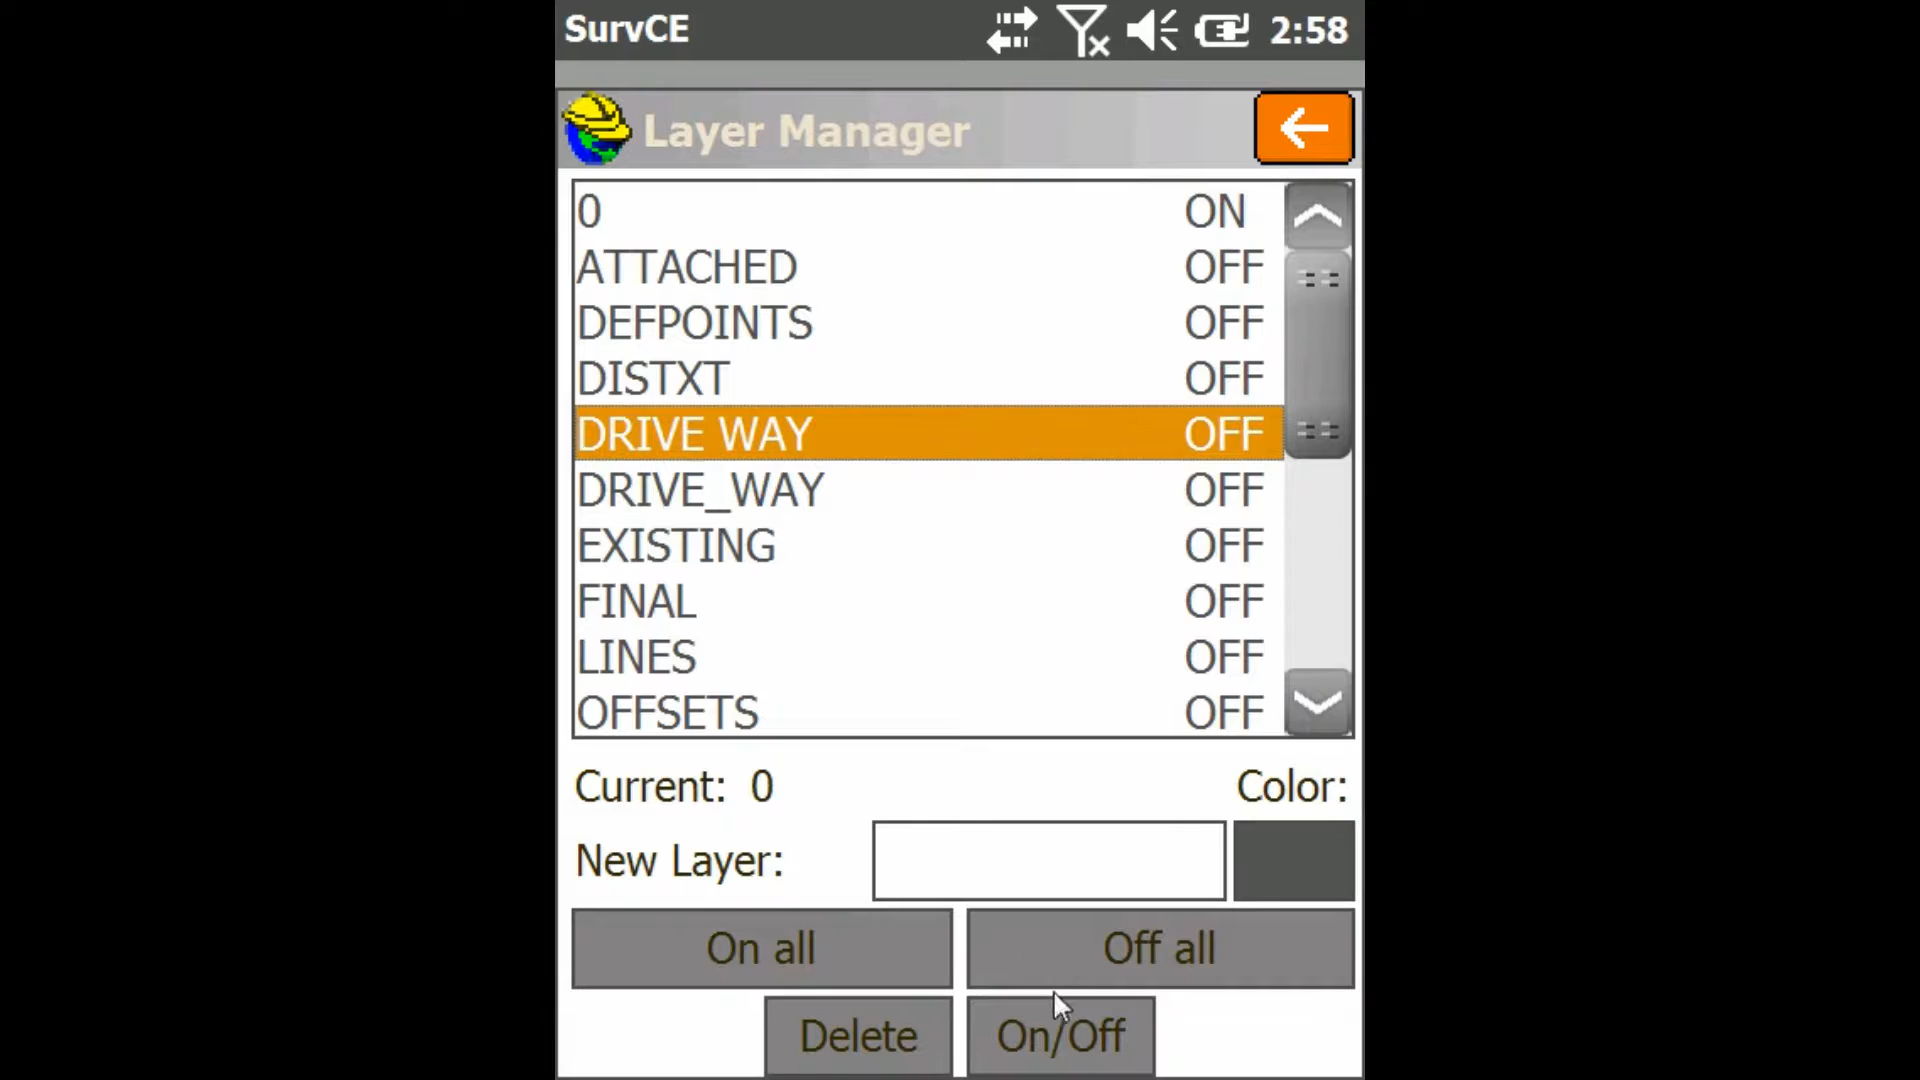 SurvCE 2:58
Layer Manager
0 ON
ATTACHED OFF
DEFPOINTS OFF
DISTXT OFF
DRIVE WAY OFF
DRIVE_WAY OFF
EXISTING OFF
FINAL OFF
LINES OFF
OFFSETS OFF
Current: 0 Color:
New Layer:
On all Off all
Delete On/Off